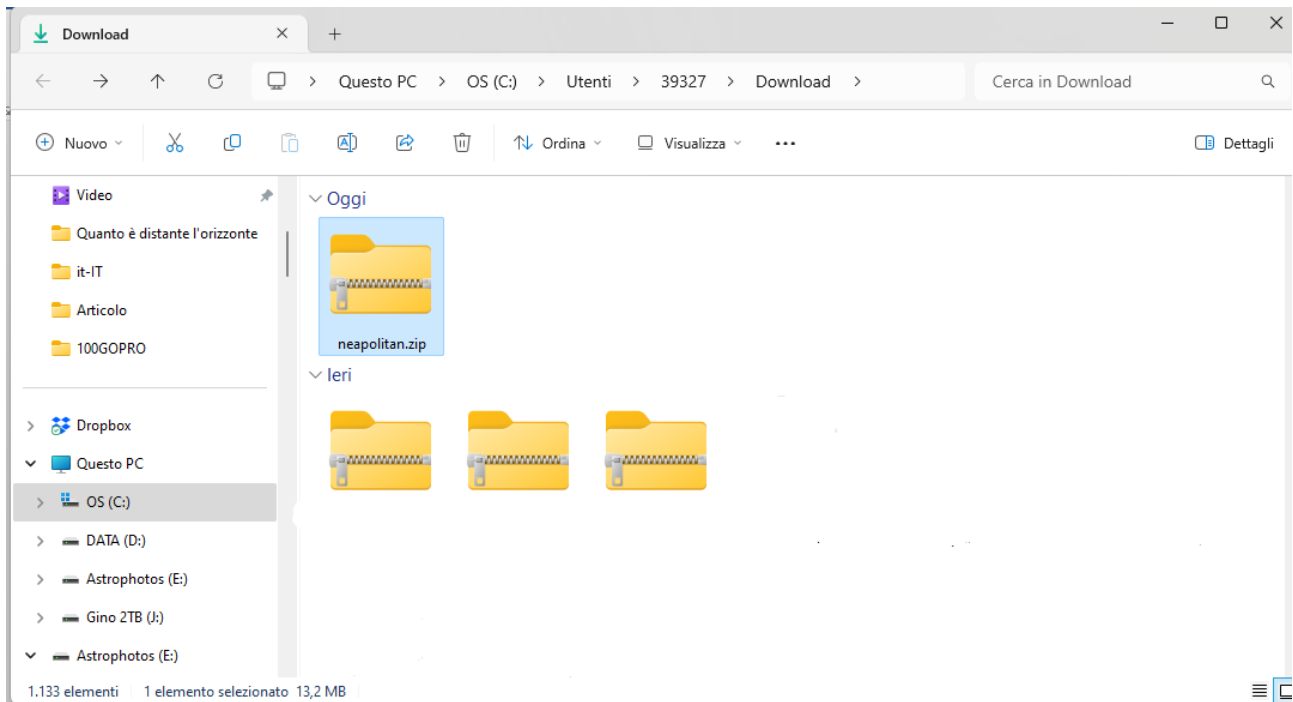 Download
Questo PC > OS (C:) > Utenti > 39327 > Download >
Cerca in Download
Nuovo
Ordina
Visualizza
Dettagli
Video
Quanto è distante l'orizzonte
it-IT
Articolo
100GOPRO
Dropbox
Questo PC
OS (C:)
DATA (D:)
Astrophotos (E:)
Gino 2TB (J:)
Astrophotos (E:)
Oggi
neapolitan.zip
Ieri
1.133 elementi
1 elemento selezionato 13,2 MB